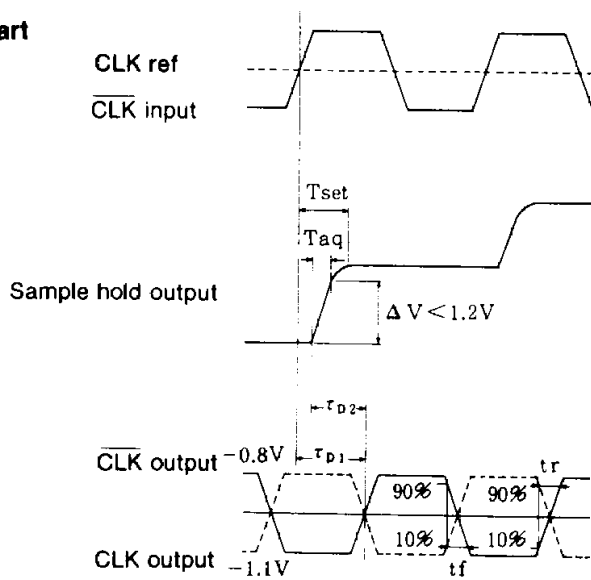 art
CLK ref
CLK input
Tset
Taq
Sample hold output
Δ V < 1.2V
τD2
τD1
CLK output
−0.8V
tr
90%
90%
10%
10%
tf
CLK output
−1.1V